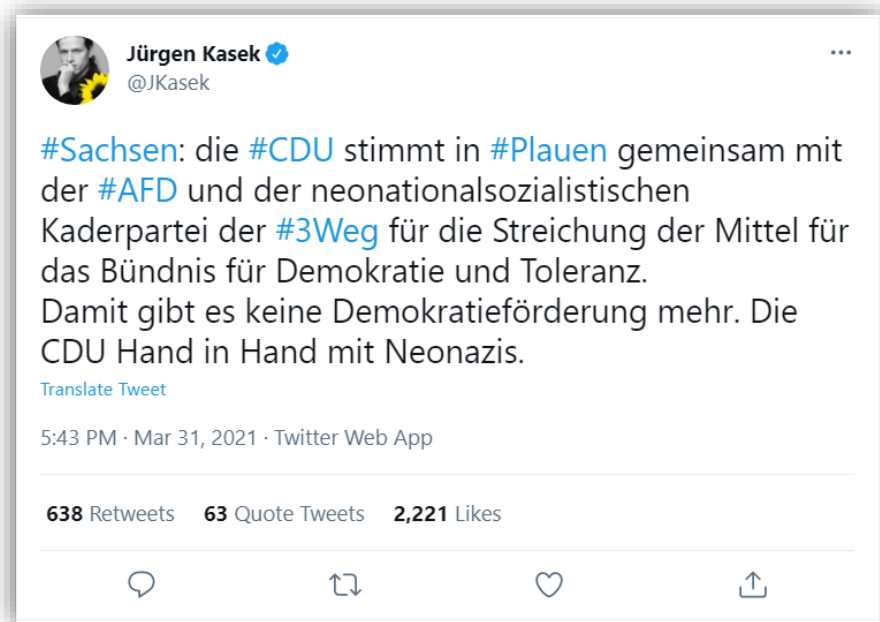 Jürgen Kasek
@JKasek
#Sachsen: die #CDU stimmt in #Plauen gemeinsam mit
der #AFD und der neonationalsozialistischen
Kaderpartei der #3Weg für die Streichung der Mittel für
das Bündnis für Demokratie und Toleranz.
Damit gibt es keine Demokratieförderung mehr. Die
CDU Hand in Hand mit Neonazis.
Translate Tweet
5:43 PM · Mar 31, 2021 · Twitter Web App
638 Retweets 63 Quote Tweets 2,221 Likes